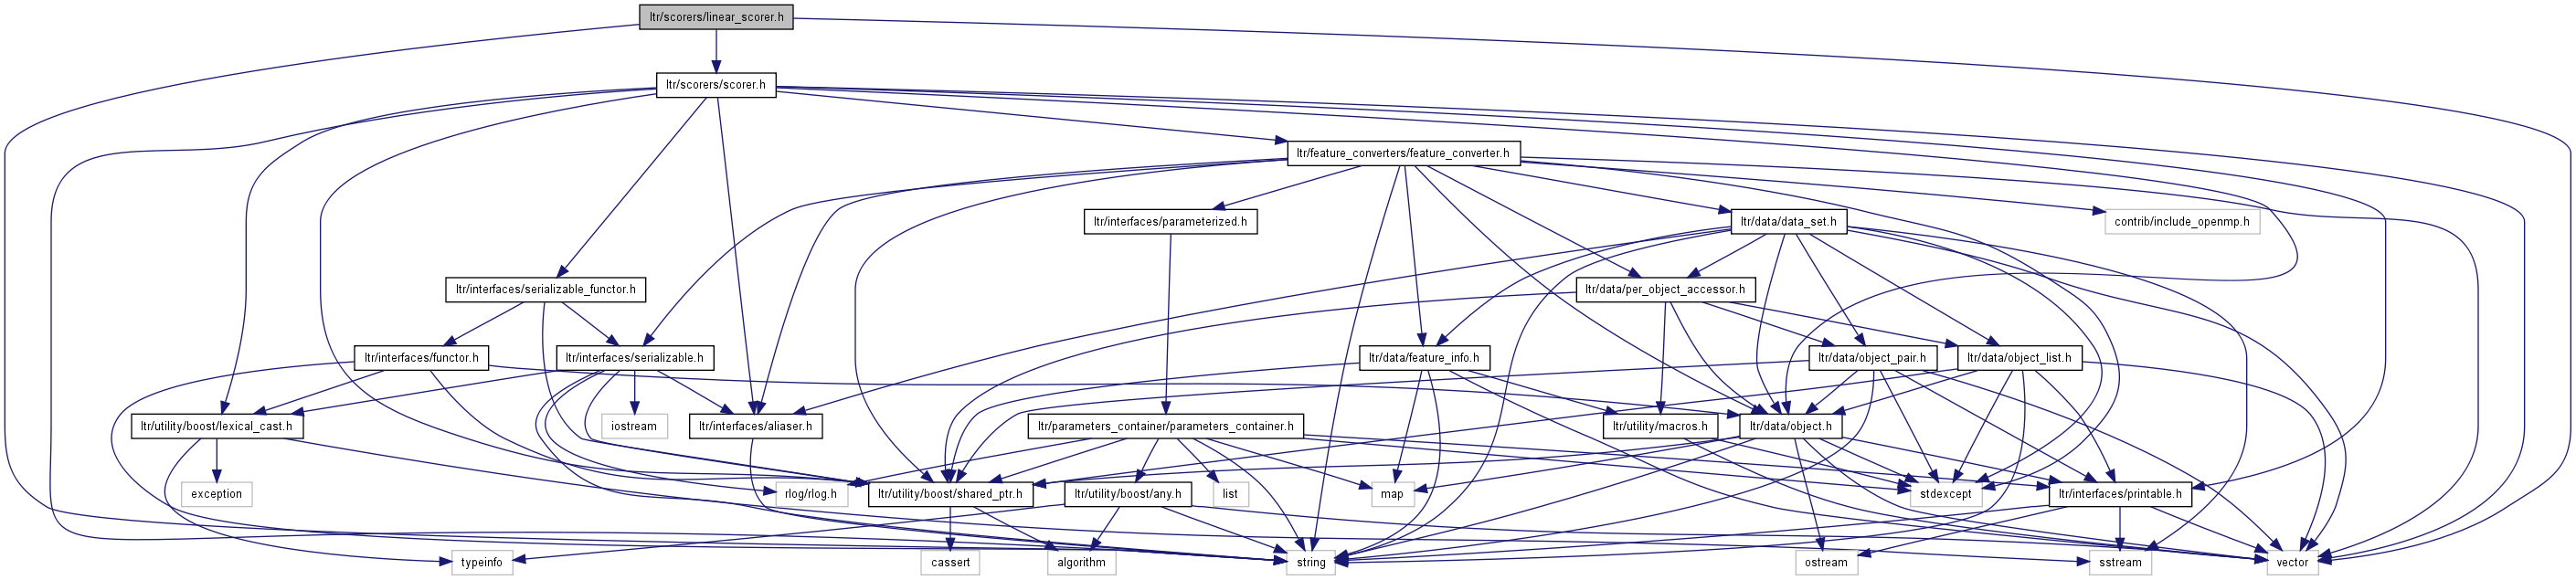 ltr/scorers/linear_scorer.h
ltr/scorers/scorer.h
ltr/feature_converters/feature_converter.h
ltr/interfaces/parameterized.h
ltr/data/data_set.h
contrib/include_openmp.h
ltr/interfaces/serializable_functor.h
ltr/data/per_object_accessor.h
ltr/interfaces/functor.h
ltr/interfaces/serializable.h
ltr/data/feature_info.h
ltr/data/object_pair.h
ltr/data/object_list.h
ltr/utility/boost/lexical_cast.h
iostream
ltr/interfaces/aliaser.h
ltr/parameters_container/parameters_container.h
ltr/utility/macros.h
ltr/data/object.h
exception
rlog/rlog.h
ltr/utility/boost/shared_ptr.h
ltr/utility/boost/any.h
list
map
stdexcept
ltr/interfaces/printable.h
typeinfo
cassert
algorithm
string
ostream
sstream
vector